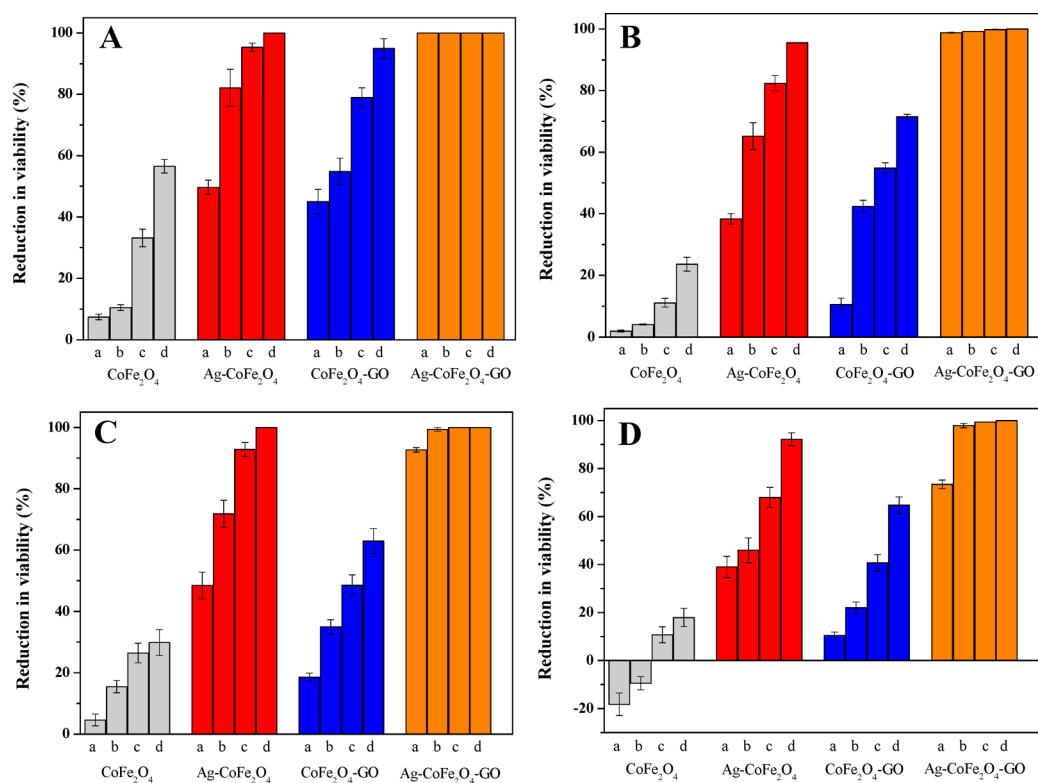 A
Reduction in viability (%)
100
80
60
40
20
0
a b c d a b c d a b c d a b c d
CoFe₂O₄ Ag-CoFe₂O₄ CoFe₂O₄-GO Ag-CoFe₂O₄-GO
B
Reduction in viability (%)
100
80
60
40
20
0
a b c d a b c d a b c d a b c d
CoFe₂O₄ Ag-CoFe₂O₄ CoFe₂O₄-GO Ag-CoFe₂O₄-GO
C
Reduction in viability (%)
100
80
60
40
20
0
a b c d a b c d a b c d a b c d
CoFe₂O₄ Ag-CoFe₂O₄ CoFe₂O₄-GO Ag-CoFe₂O₄-GO
D
Reduction in viability (%)
100
80
60
40
20
0
-20
a b c d a b c d a b c d a b c d
CoFe₂O₄ Ag-CoFe₂O₄ CoFe₂O₄-GO Ag-CoFe₂O₄-GO